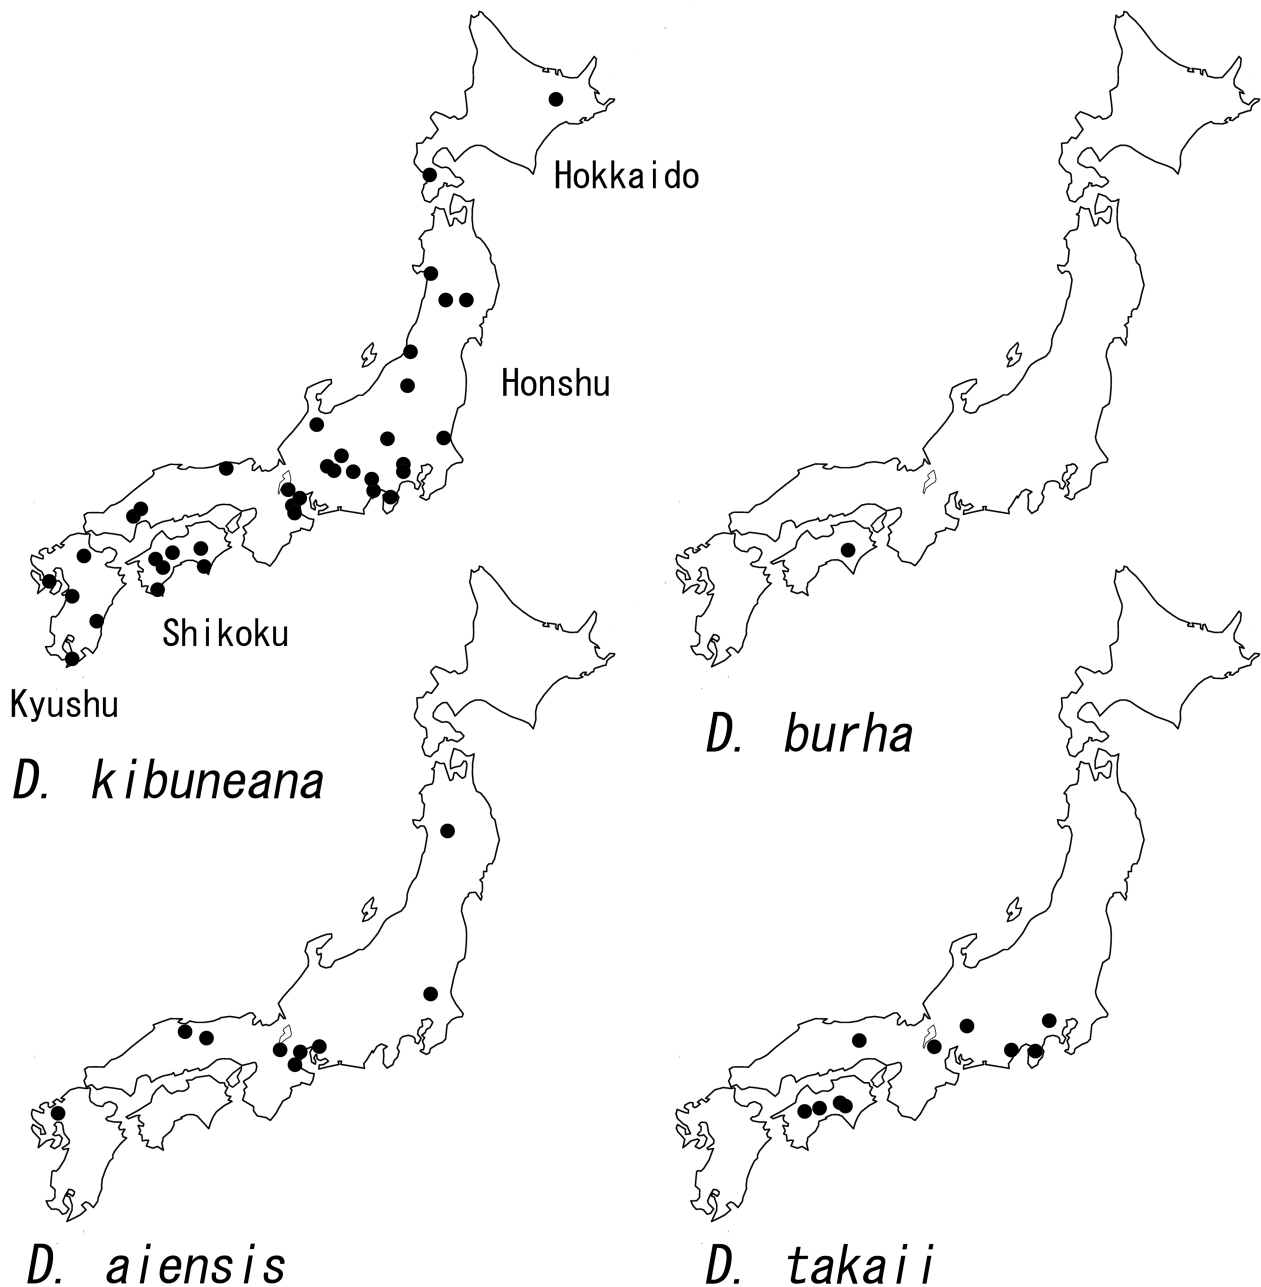 Hokkaido
Honshu
Shikoku
Kyushu
D. kibuneana
D. burha
D. aiensis
D. takaii